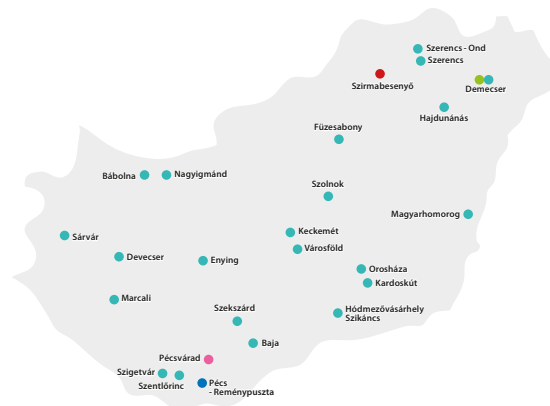 Szerencs - Ond
Szerencs
Szirmabesenyő
Demecser
Hajdunánás
Füzesabony
Bábolna
Nagyigmánd
Szolnok
Magyarhomorog
Sárvár
Keckemét
Városföld
Devecser
Enying
Orosháza
Kardoskút
Marcali
Szekszárd
Hódmezővásárhely
Szikáncs
Baja
Pécsvárad
Szigetvár
Szentlőrinc
Pécs
- Reménypuszta